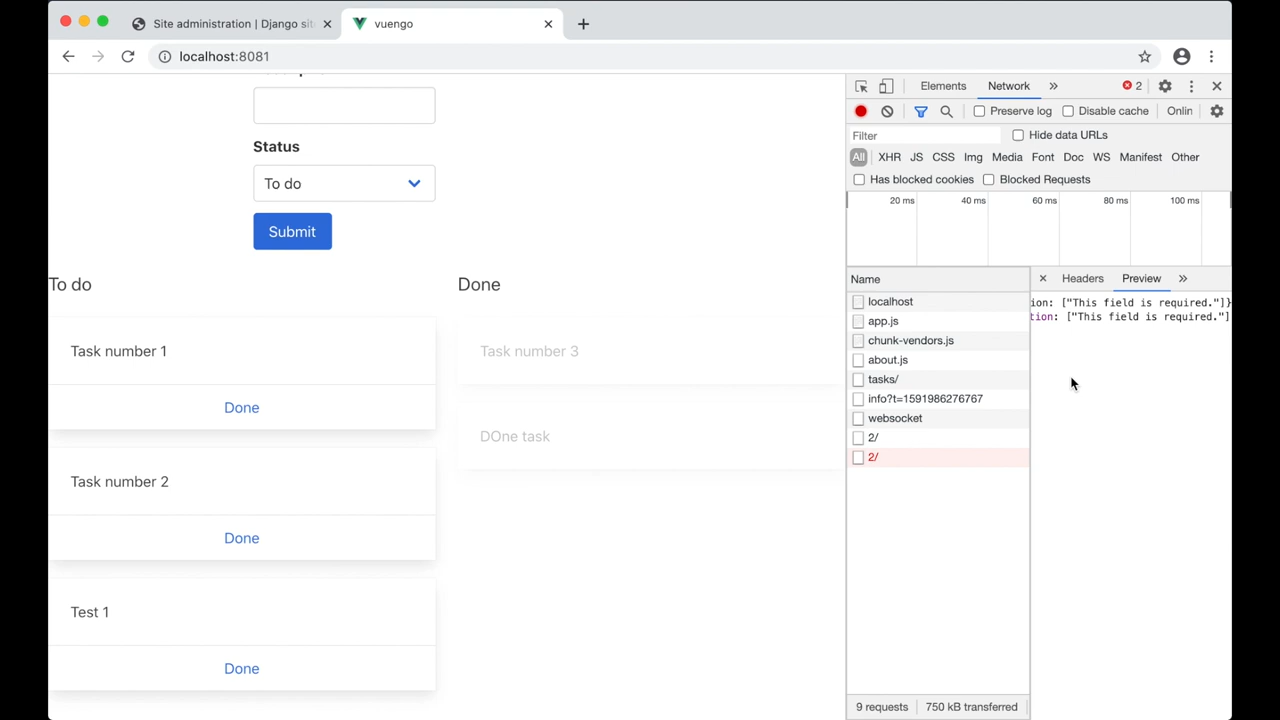 Site administration | Django sit
vuengo
localhost:8081
Status
To do
Submit
To do
Task number 1
Done
Task number 2
Done
Test 1
Done
Done
Task number 3
DOne task
Elements
Network
2
Preserve log
Disable cache
Onlin
Filter
Hide data URLs
All XHR JS CSS Img Media Font Doc WS Manifest Other
Has blocked cookies
Blocked Requests
20 ms 40 ms 60 ms 80 ms 100 ms
Name
localhost
app.js
chunk-vendors.js
about.js
tasks/
info?t=1591986276767
websocket
2/
2/
9 requests
750 kB transferred
Headers
Preview
ion: ["This field is required."]}
tion: ["This field is required."]